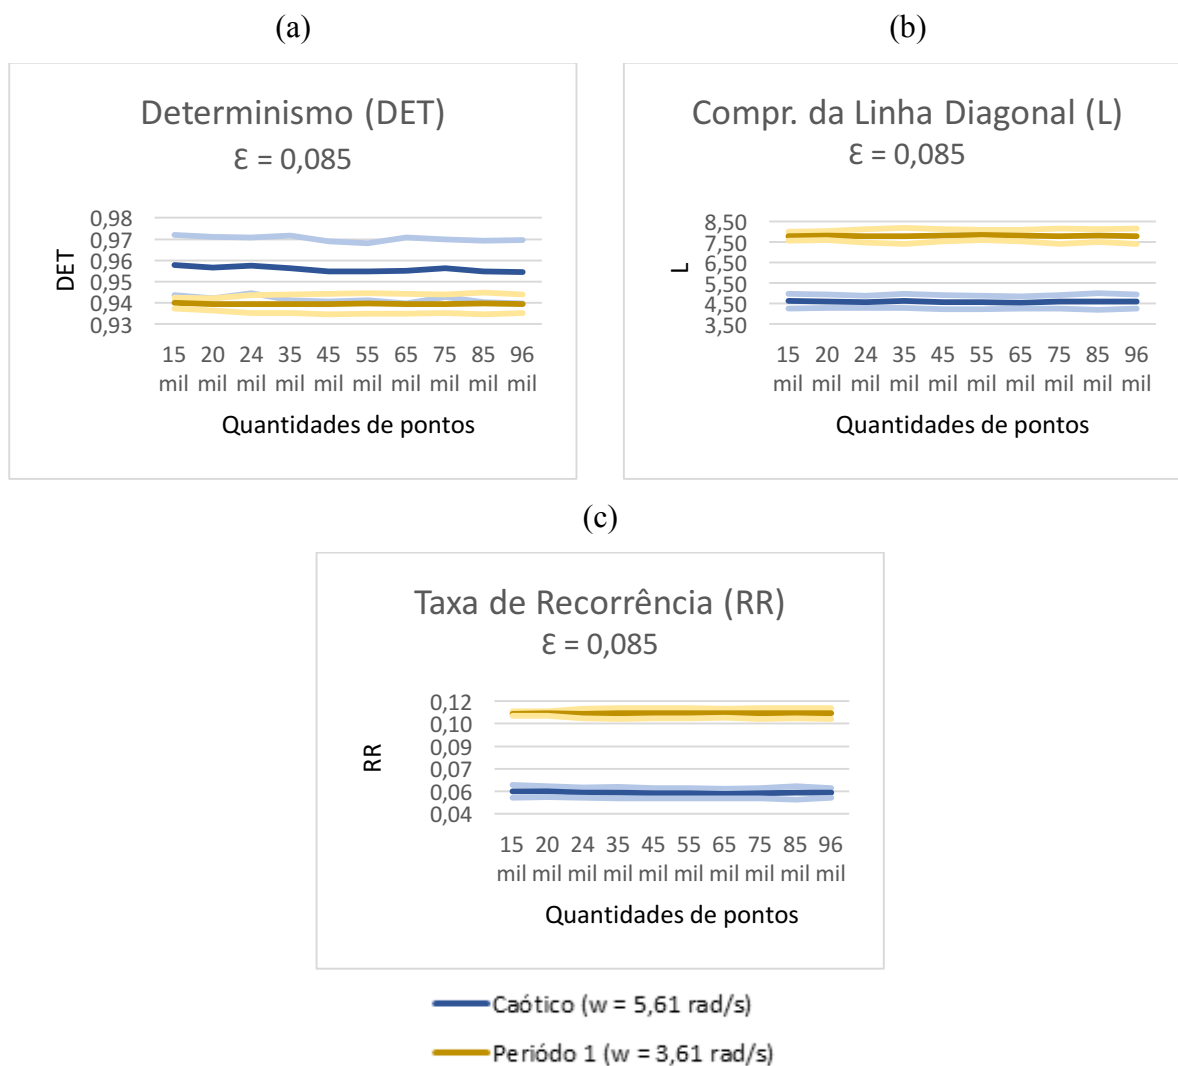 (a)
Determinismo (DET)
Ɛ = 0,085
0,98
0,97
0,96
0,95
0,94
0,93
DET
15 20 24 35 45 55 65 75 85 96
mil mil mil mil mil mil mil mil mil mil
Quantidades de pontos
(b)
Compr. da Linha Diagonal (L)
Ɛ = 0,085
8,50
7,50
6,50
5,50
4,50
3,50
L
15 20 24 35 45 55 65 75 85 96
mil mil mil mil mil mil mil mil mil mil
Quantidades de pontos
(c)
Taxa de Recorrência (RR)
Ɛ = 0,085
0,12
0,10
0,09
0,07
0,06
0,04
RR
15 20 24 35 45 55 65 75 85 96
mil mil mil mil mil mil mil mil mil mil
Quantidades de pontos
Caótico (w = 5,61 rad/s)
Periódo 1 (w = 3,61 rad/s)